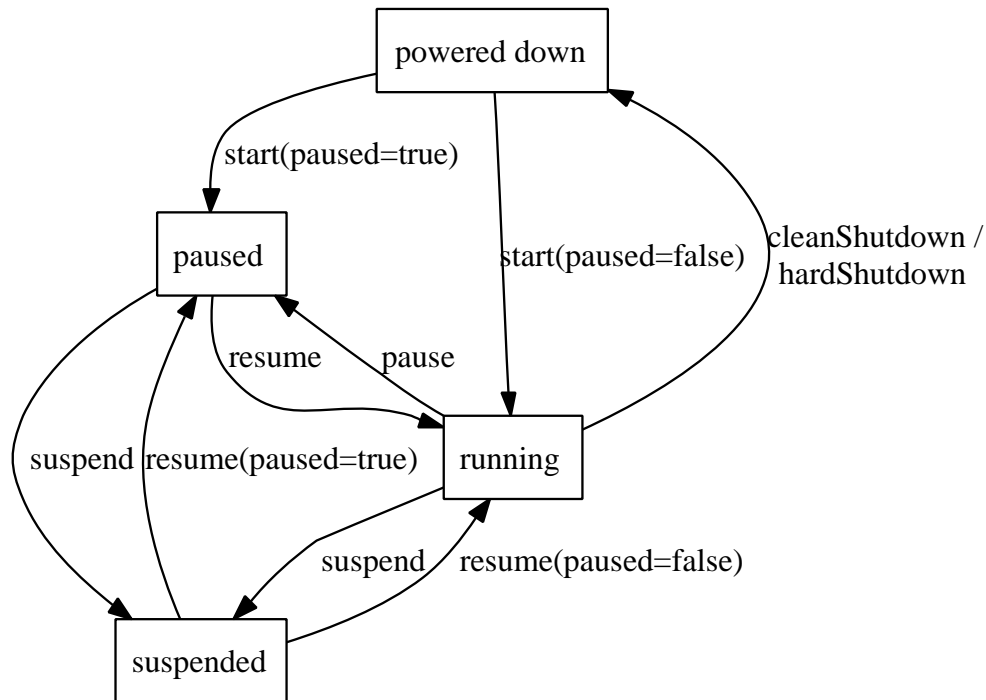 powered down
start(paused=true)
cleanShutdown /
start(paused=false)
paused
hardShutdown
resume
pause
suspend
resume(paused=true)
running
suspend
resume(paused=false)
suspended